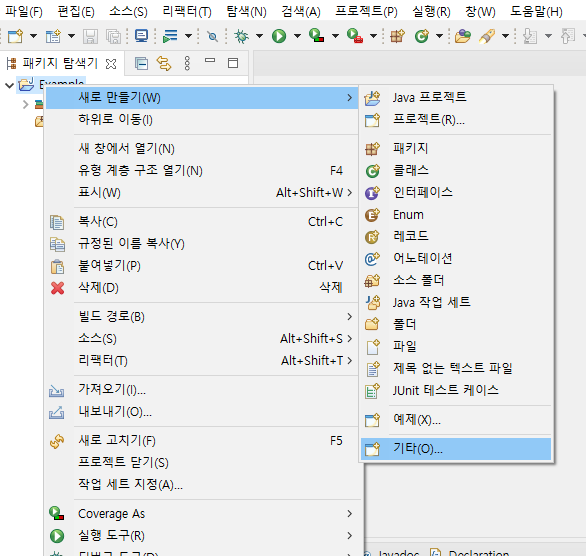 파일(F) 편집(E) 소스(S) 리팩터(T) 탐색(N) 검색(A) 프로젝트(P) 실행(R) 창(W) 도움말(H)
패키지 탐색기
Example
새로 만들기(W)
하위로 이동(I)
새 창에서 열기(N)
유형 계층 구조 열기(N) F4
표시(W) Alt+Shift+W
복사(C) Ctrl+C
규정된 이름 복사(Y)
붙여넣기(P) Ctrl+V
삭제(D) 삭제
빌드 경로(B)
소스(S) Alt+Shift+S
리팩터(T) Alt+Shift+T
가져오기(I)...
내보내기(O)...
새로 고치기(F) F5
프로젝트 닫기(S)
작업 세트 지정(A)...
Coverage As
실행 도구(R)
디버그 도구(D)
Java 프로젝트
프로젝트(R)...
패키지
클래스
인터페이스
Enum
레코드
어노테이션
소스 폴더
Java 작업 세트
폴더
파일
제목 없는 텍스트 파일
JUnit 테스트 케이스
예제(X)...
기타(O)...
Javadoc Declaration